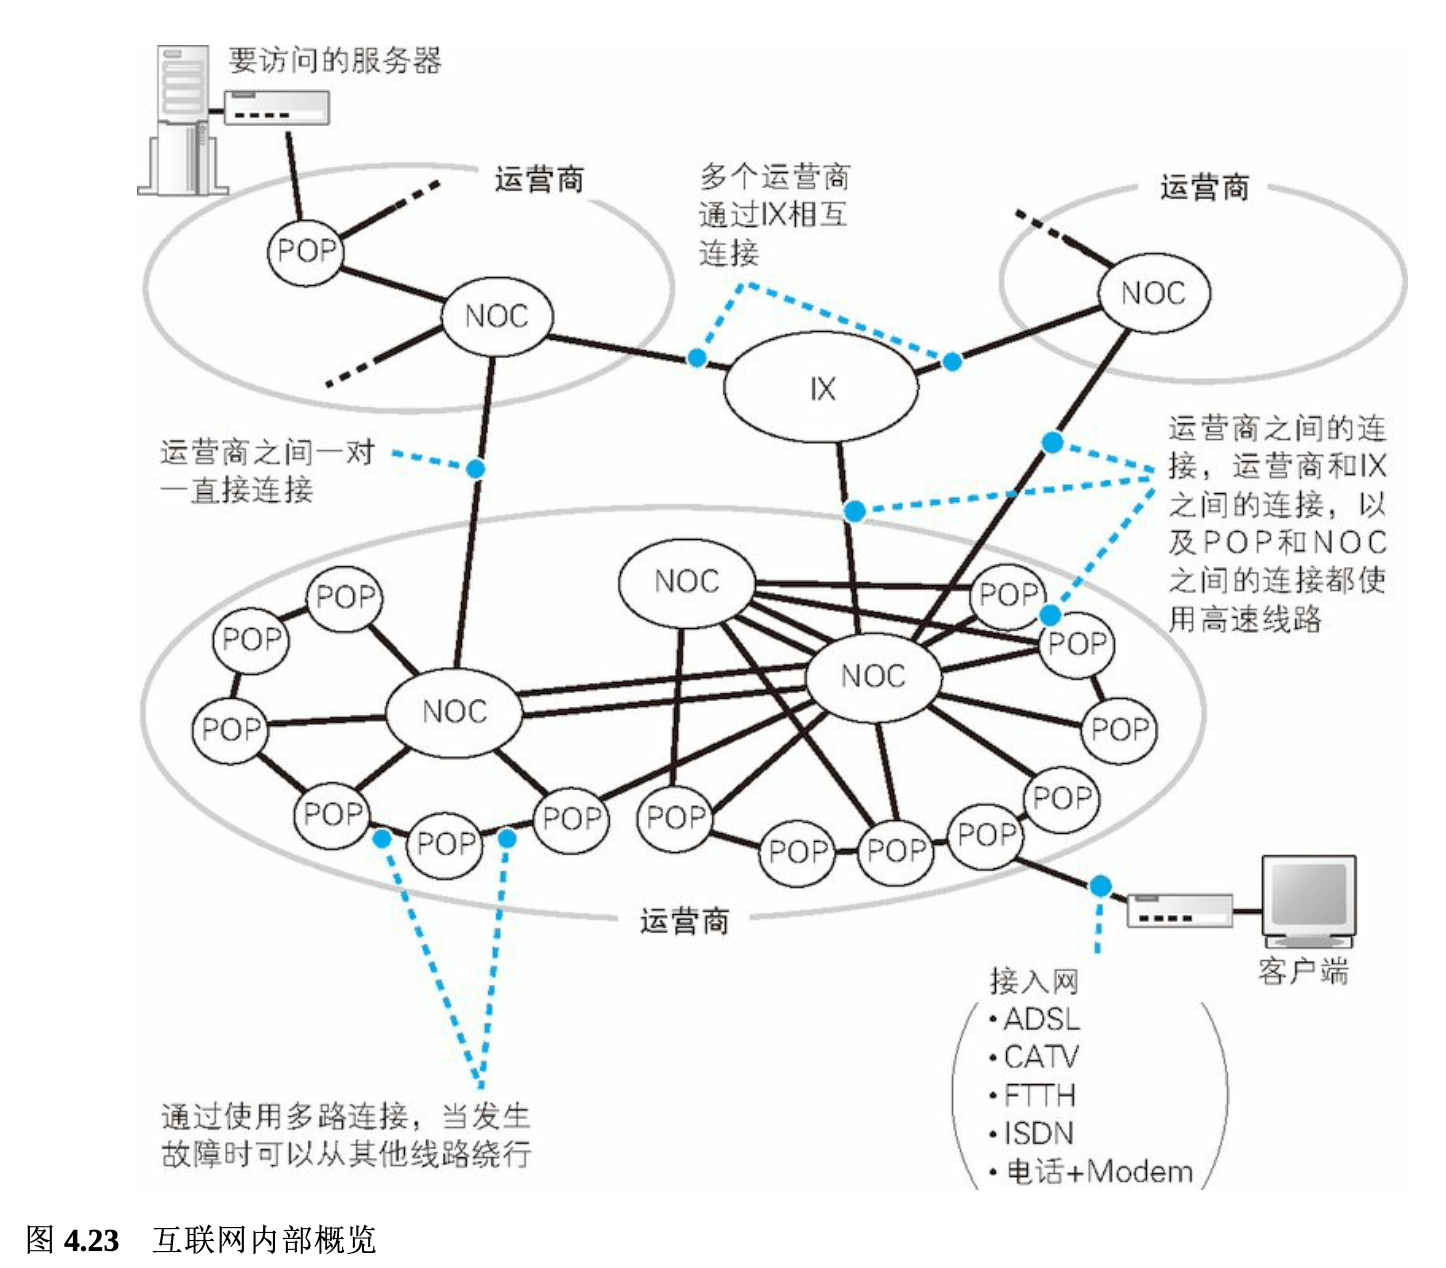 要访问的服务器
运营商
多个运营商
通过IX相互
连接
运营商
POP
NOC
NOC
IX
运营商之间一对
一直接连接
运营商之间的连
接，运营商和IX
之间的连接，以
及POP和NOC
之间的连接都使
用高速线路
POP
POP
POP
NOC
POP
POP
POP
NOC
NOC
POP
POP
POP
POP
POP
POP
POP
POP
运营商
客户端
接入网
•ADSL
•CATV
•FTTH
•ISDN
•电话+Modem
通过使用多路连接，当发生
故障时可以从其他线路绕行
图 4.23 互联网内部概览